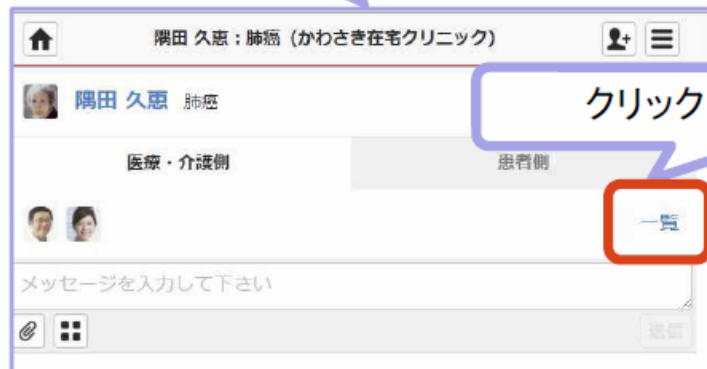 隅田 久恵：肺癌（かわさき在宅クリニック）
隅田 久恵 肺癌
クリック
医療・介護側 患者側
一覧
メッセージを入力して下さい
送信